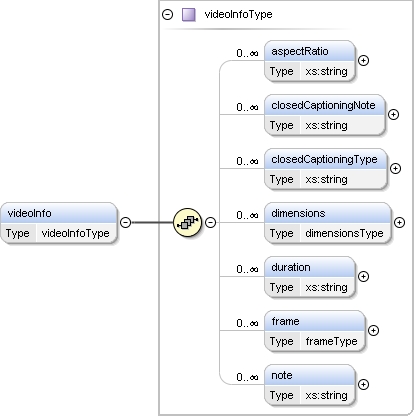 videoInfoType
0..∞
aspectRatio
Type xs:string
0..∞
closedCaptioningNote
Type xs:string
0..∞
closedCaptioningType
Type xs:string
videoInfo
Type videoInfoType
0..∞
dimensions
Type dimensionsType
0..∞
duration
Type xs:string
0..∞
frame
Type frameType
0..∞
note
Type xs:string